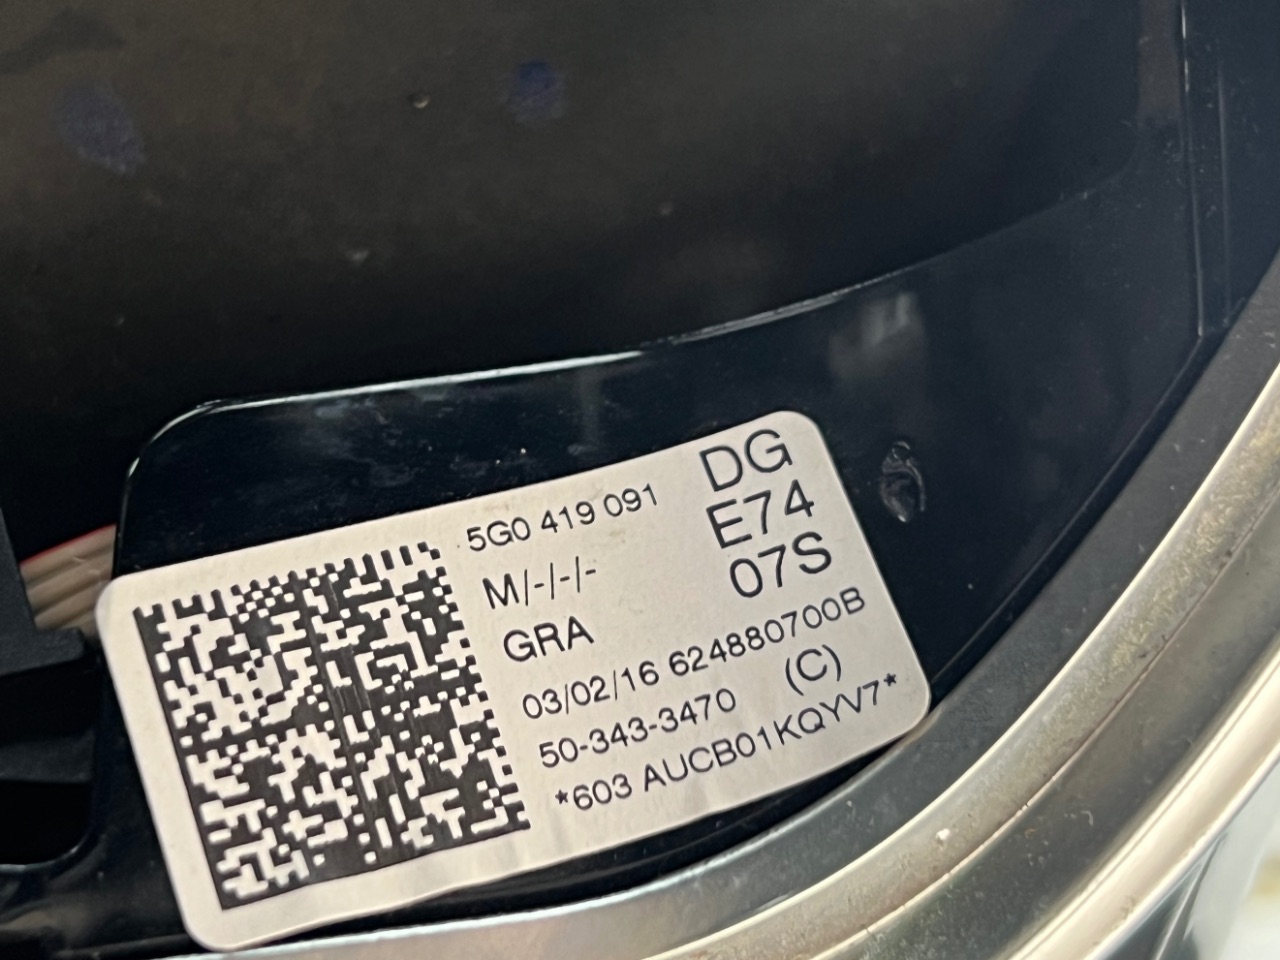 5G0 419 091
DG
M/-/-/-
E74
GRA
07S
03/02/16 624880700B
50-343-3470 (C)
*603 AUCB01KQYV7*